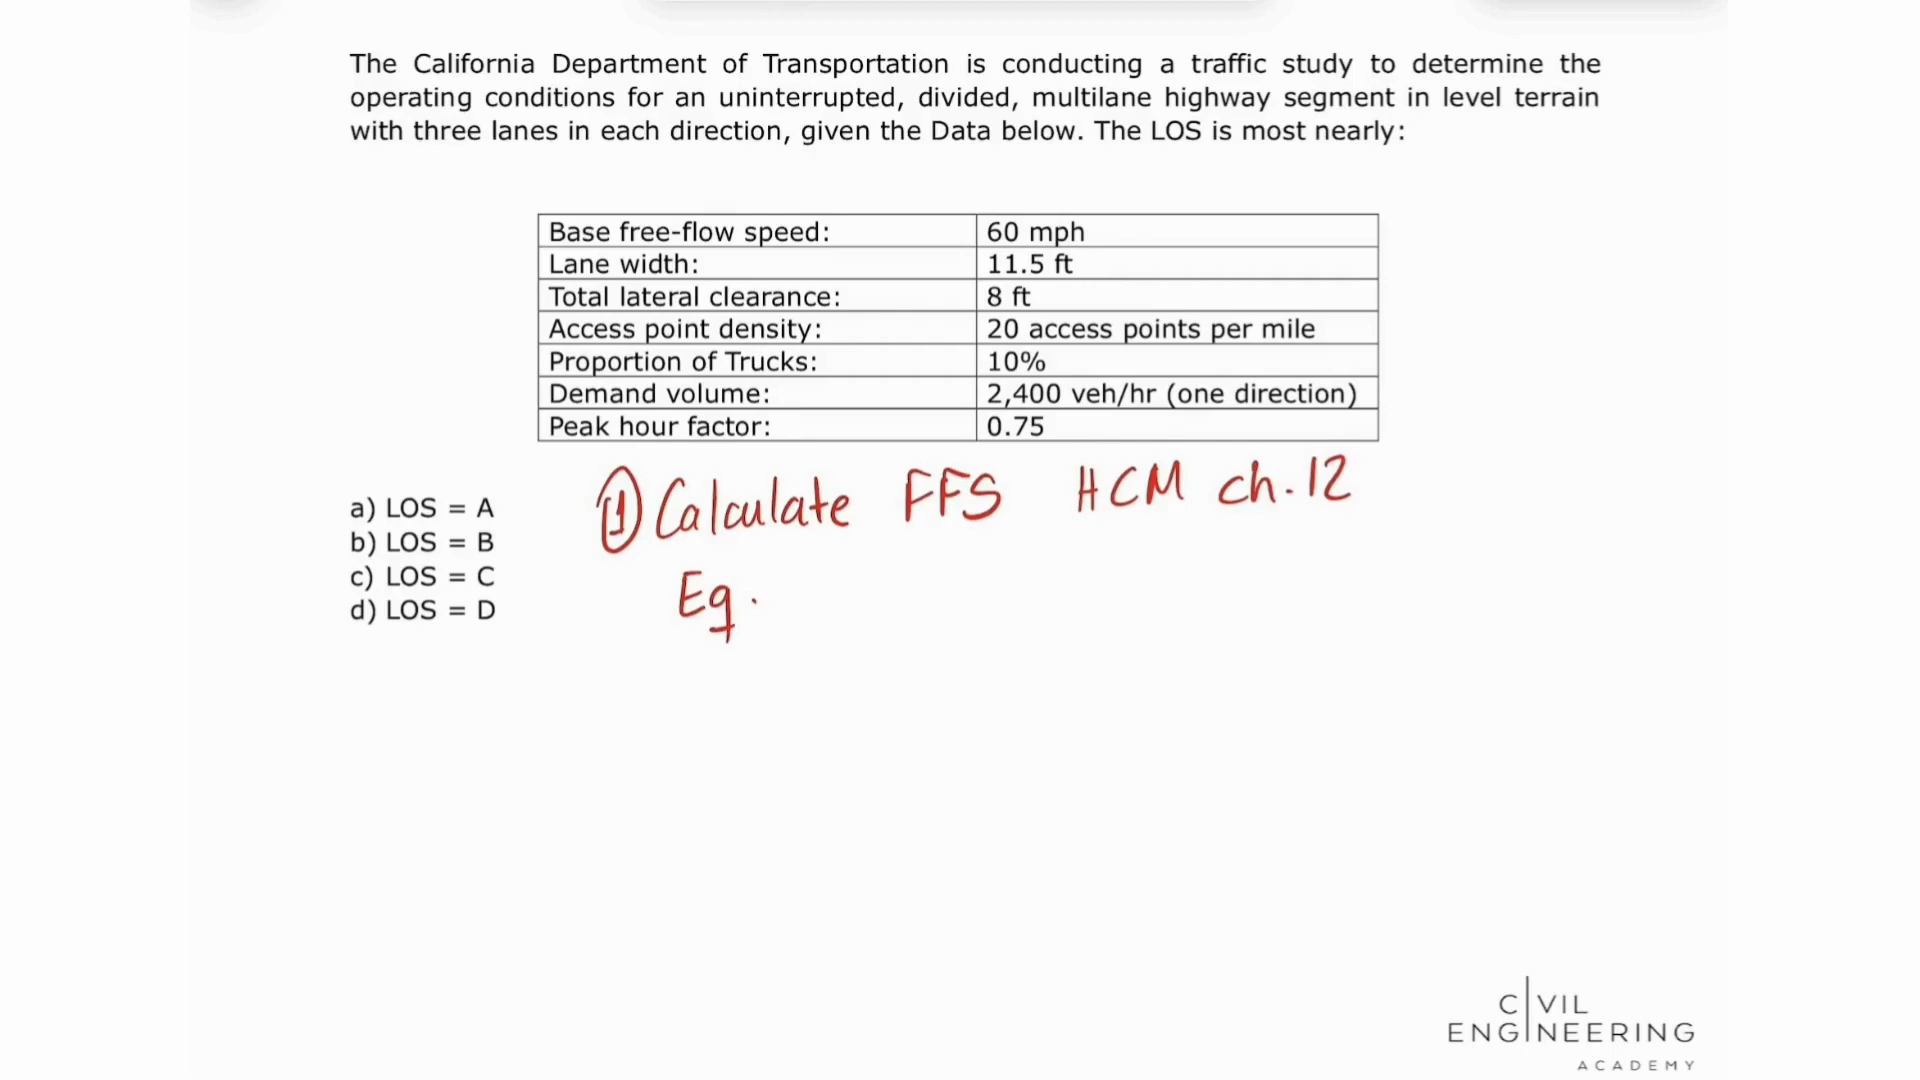 The California Department of Transportation is conducting a traffic study to determine the
operating conditions for an uninterrupted, divided, multilane highway segment in level terrain
with three lanes in each direction, given the Data below. The LOS is most nearly:
Base free-flow speed: 60 mph
Lane width: 11.5 ft
Total lateral clearance: 8 ft
Access point density: 20 access points per mile
Proportion of Trucks: 10%
Demand volume: 2,400 veh/hr (one direction)
Peak hour factor: 0.75
a) LOS = A
b) LOS = B
c) LOS = C
d) LOS = D
① Calculate FFS HCM ch.12
Eq.
CIVIL
ENGINEERING
ACADEMY